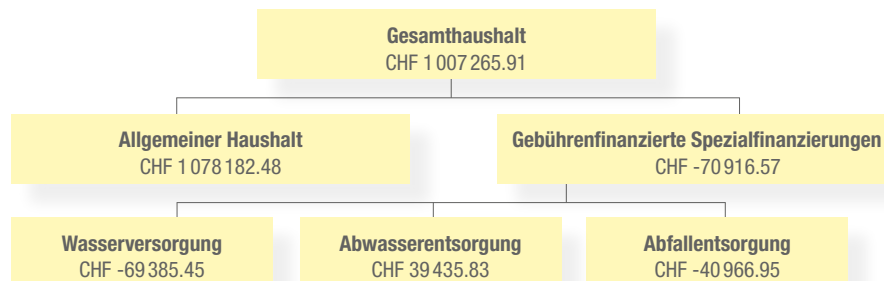 Gesamthaushalt
CHF 1 007 265.91
Allgemeiner Haushalt
CHF 1 078 182.48
Gebührenfinanzierte Spezialfinanzierungen
CHF -70 916.57
Wasserversorgung
CHF -69 385.45
Abwasserentsorgung
CHF 39 435.83
Abfallentsorgung
CHF -40 966.95